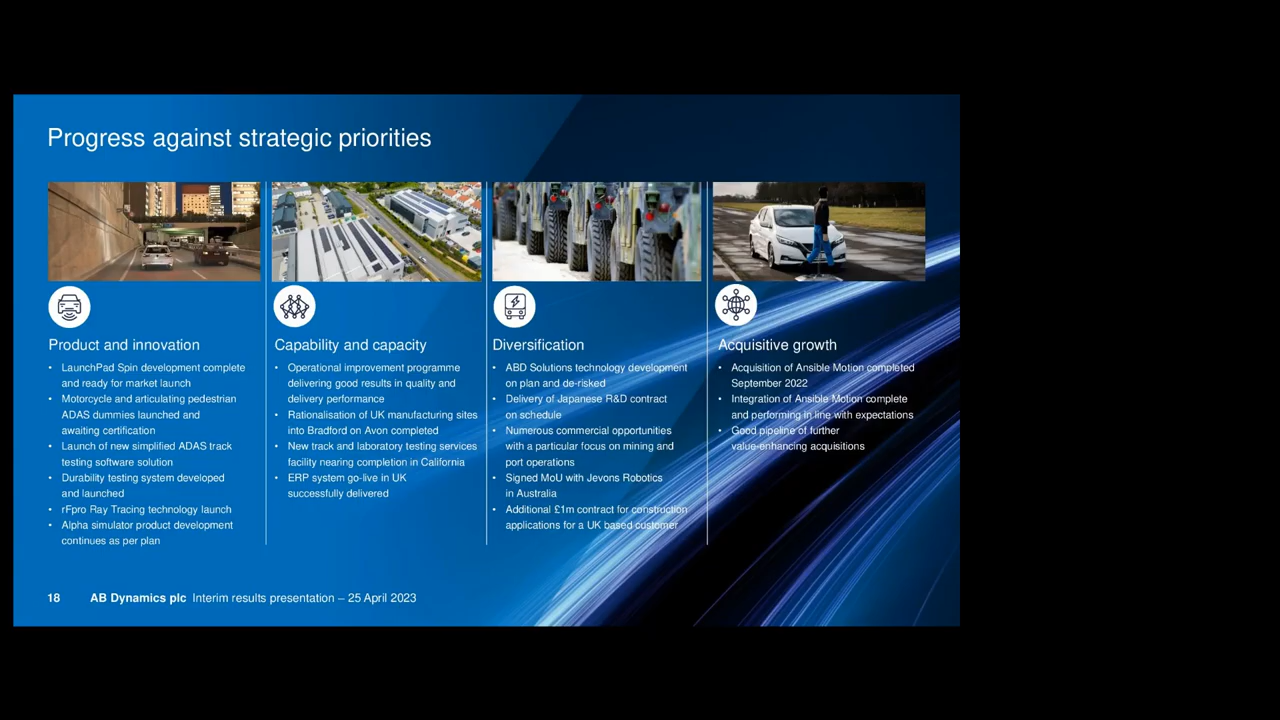 Progress against strategic priorities
Product and innovation
• LaunchPad Spin development complete
and ready for market launch
• Motorcycle and articulating pedestrian
ADAS dummies launched and
awaiting certification
• Launch of new simplified ADAS track
testing software solution
• Durability testing system developed
and launched
• rFpro Ray Tracing technology launch
• Alpha simulator product development
continues as per plan
Capability and capacity
• Operational improvement programme
delivering good results in quality and
delivery performance
• Rationalisation of UK manufacturing sites
into Bradford on Avon completed
• New track and laboratory testing services
facility nearing completion in California
• ERP system go-live in UK
successfully delivered
Diversification
• ABD Solutions technology development
on plan and de-risked
• Delivery of Japanese R&D contract
on schedule
• Numerous commercial opportunities
with a particular focus on mining and
port operations
• Signed MoU with Jevons Robotics
in Australia
• Additional £1m contract for construction
applications for a UK based customer
Acquisitive growth
• Acquisition of Ansible Motion completed
September 2022
• Integration of Ansible Motion complete
and performing in line with expectations
• Good pipeline of further
value-enhancing acquisitions
18 AB Dynamics plc Interim results presentation – 25 April 2023